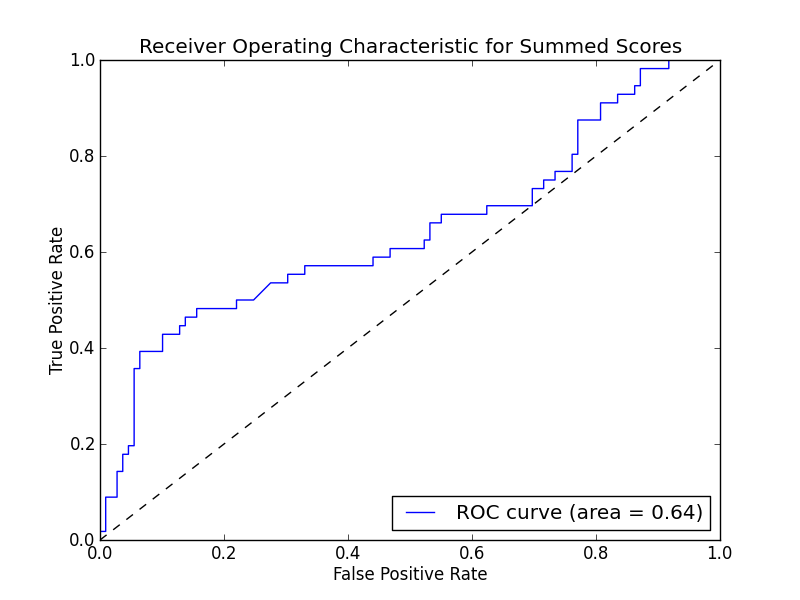 Receiver Operating Characteristic for Summed Scores
1.0
0.8
0.6
0.4
0.2
0.0
True Positive Rate
ROC curve (area = 0.64)
0.0 0.2 0.4 0.6 0.8 1.0
False Positive Rate